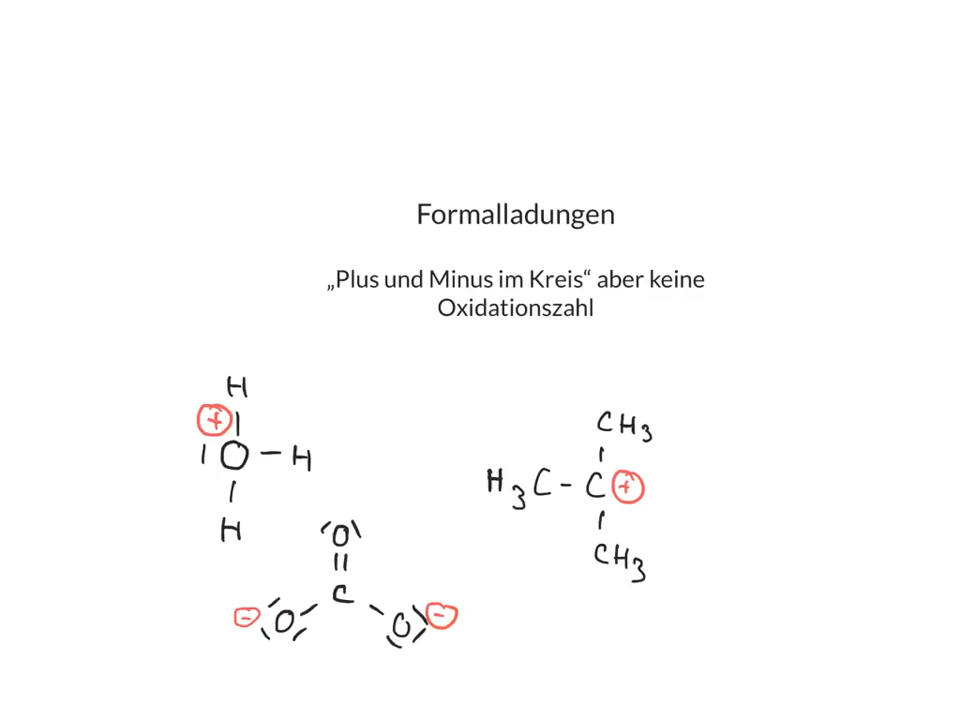 Formalladungen
„Plus und Minus im Kreis“ aber keine
Oxidationszahl
H
+
O – H
H
CH3
H3C - C +
CH3
O
C
- O O -